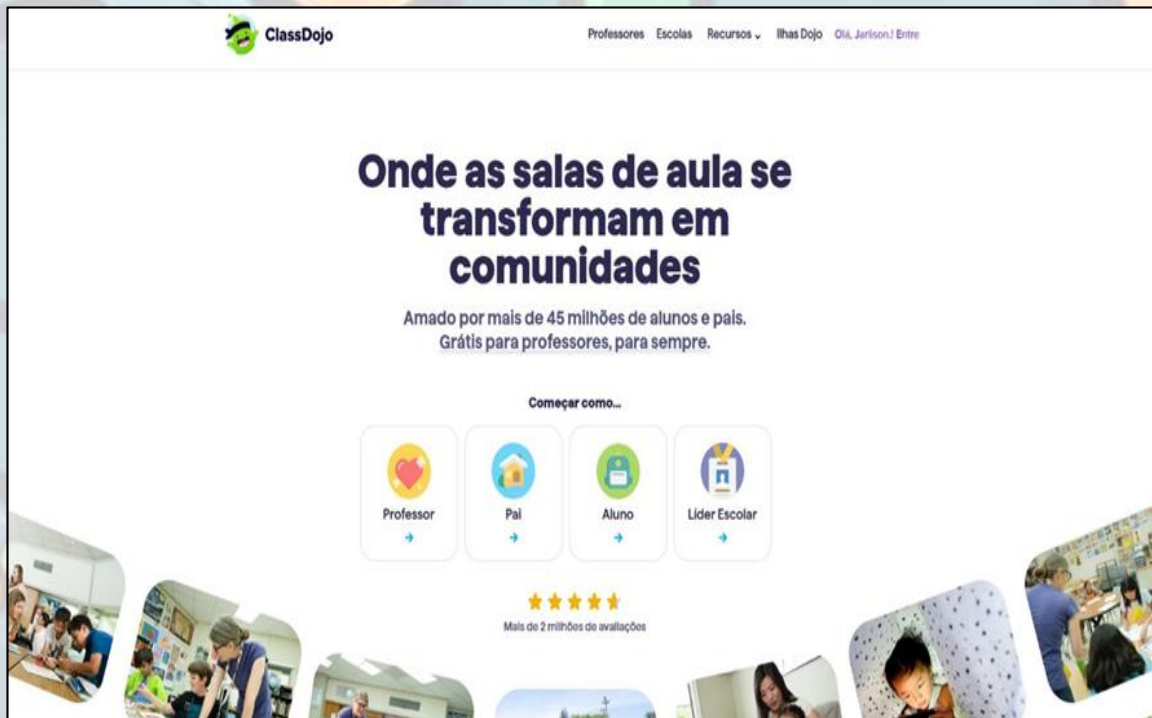 ClassDojo
Professores Escolas Recursos Ilhas Dojo Olá, Jarlison.! Entre
Onde as salas de aula se
transformam em
comunidades
Amado por mais de 45 milhões de alunos e pais.
Grátis para professores, para sempre.
Começar como...
Professor Pai Aluno Líder Escolar
Mais de 2 milhões de avaliações